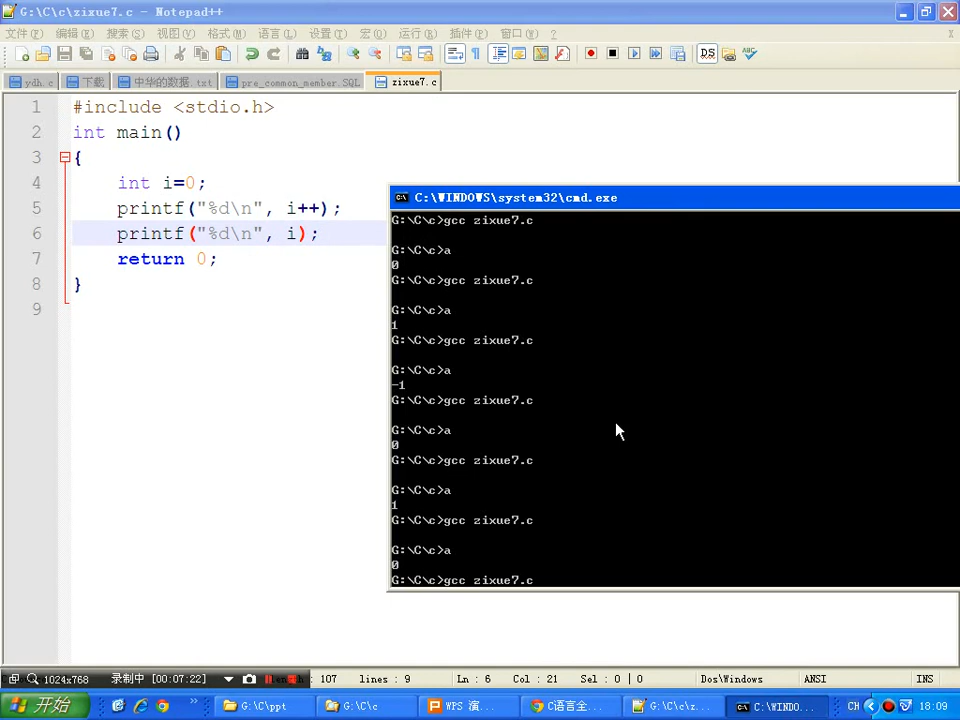 G:\C\c\zixue7.c - Notepad++
文件(F) 编辑(E) 搜索(S) 视图(V) 格式(M) 语言(L) 设置(T) 宏(O) 运行(R) 插件(P) 窗口(W) ?
ydh.c 下载 中华的数据.txt pre_common_member.SQL zixue7.c
1 #include <stdio.h>
2 int main()
3 {
4 int i=0;
5 printf("%d\n", i++);
6 printf("%d\n", i);
7 return 0;
8 }
9
C:\WINDOWS\system32\cmd.exe
G:\C\c>gcc zixue7.c
G:\C\c>a
0
G:\C\c>gcc zixue7.c
G:\C\c>a
1
G:\C\c>gcc zixue7.c
G:\C\c>a
-1
G:\C\c>gcc zixue7.c
G:\C\c>a
0
G:\C\c>gcc zixue7.c
G:\C\c>a
1
G:\C\c>gcc zixue7.c
G:\C\c>a
0
G:\C\c>gcc zixue7.c
1024x768 录制中 [00:07:22] 107 lines : 9 Ln : 6 Col : 21 Sel : 0 | 0 Dos\Windows ANSI INS
开始 G:\C\ppt G:\C\c WPS 演... C语言全... G:\C\c\z... C:\WINDO... CH 18:09